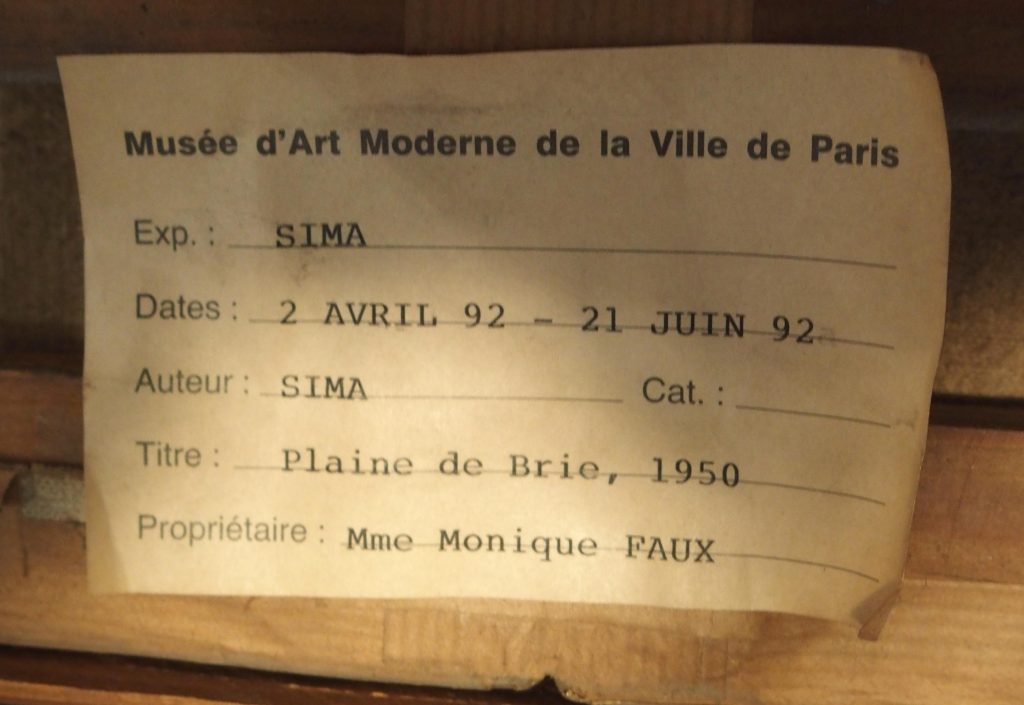 Musée d'Art Moderne de la Ville de Paris
Exp. : SIMA
Dates : 2 AVRIL 92 - 21 JUIN 92
Auteur : SIMA Cat. :
Titre : Plaine de Brie, 1950
Propriétaire : Mme Monique FAUX